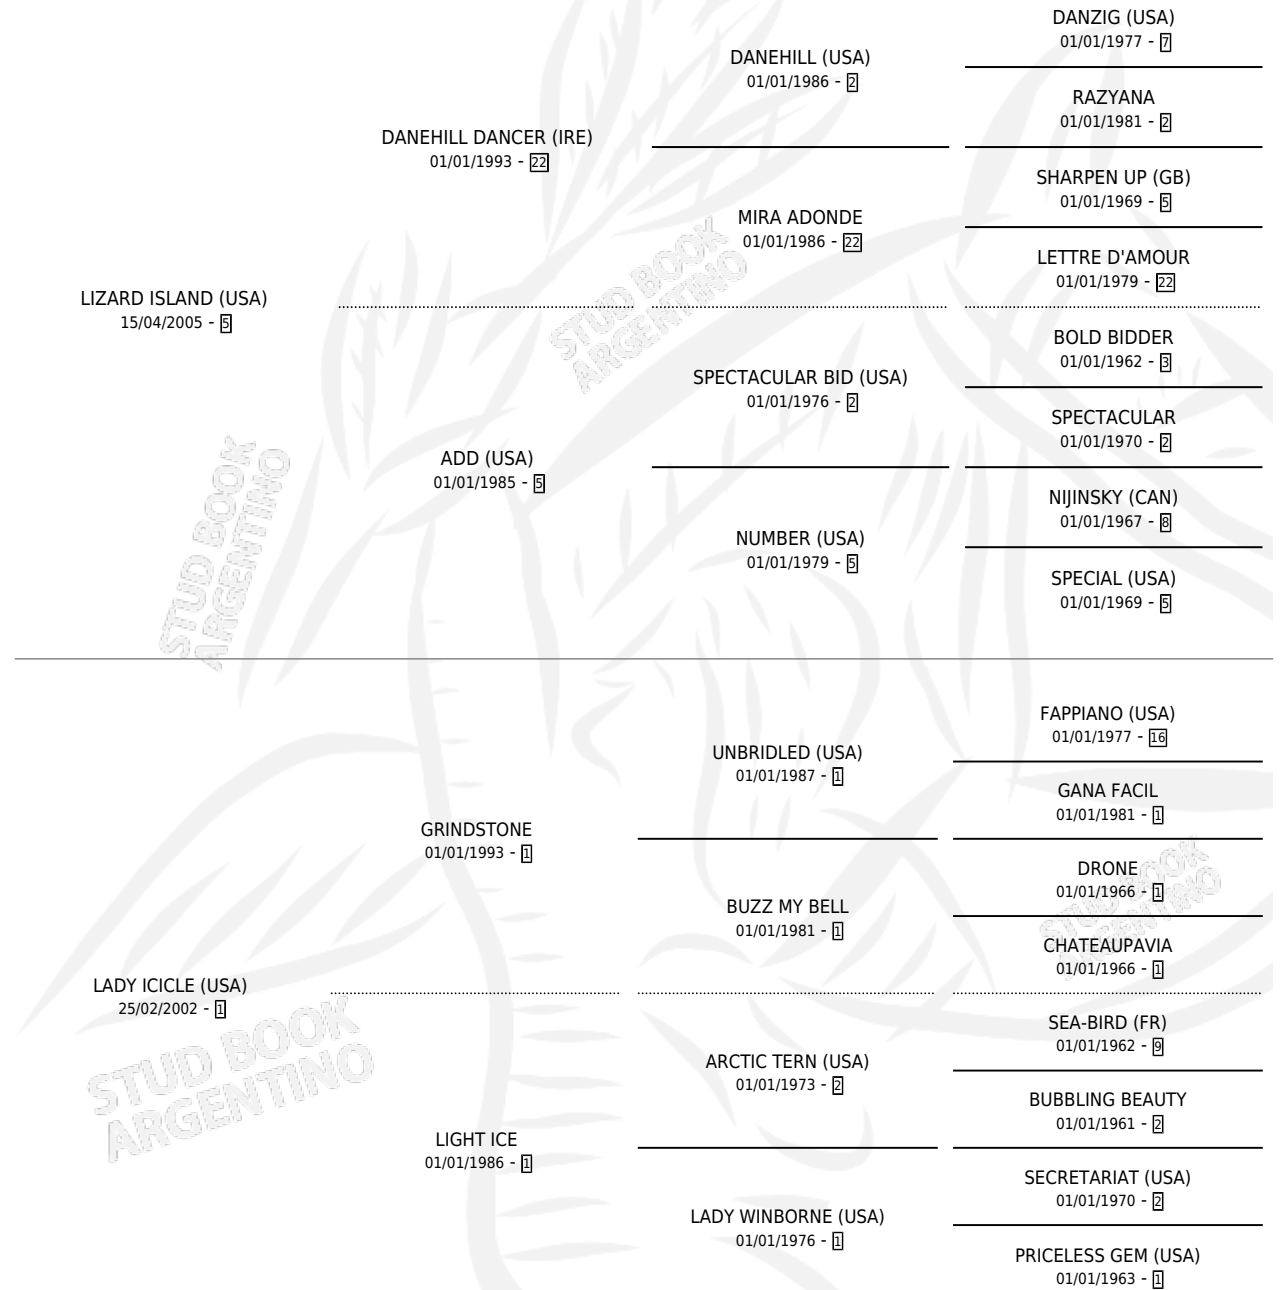 DANZIG (USA)
01/01/1977 - 7
DANEHILL (USA)
01/01/1986 - 2
RAZYANA
01/01/1981 - 2
DANEHILL DANCER (IRE)
01/01/1993 - 22
SHARPEN UP (GB)
01/01/1969 - 5
MIRA ADONDE
01/01/1986 - 22
LETTRE D'AMOUR
01/01/1979 - 22
LIZARD ISLAND (USA)
15/04/2005 - 5
BOLD BIDDER
01/01/1962 - 3
SPECTACULAR BID (USA)
01/01/1976 - 2
SPECTACULAR
01/01/1970 - 2
ADD (USA)
01/01/1985 - 5
NIJINSKY (CAN)
01/01/1967 - 8
NUMBER (USA)
01/01/1979 - 5
SPECIAL (USA)
01/01/1969 - 5
FAPPIANO (USA)
01/01/1977 - 16
UNBRIDLED (USA)
01/01/1987 - 1
GANA FACIL
01/01/1981 - 1
GRINDSTONE
01/01/1993 - 1
DRONE
01/01/1966 - 1
BUZZ MY BELL
01/01/1981 - 1
CHATEAUPAVIA
01/01/1966 - 1
LADY ICICLE (USA)
25/02/2002 - 1
SEA-BIRD (FR)
01/01/1962 - 9
ARCTIC TERN (USA)
01/01/1973 - 2
BUBBLING BEAUTY
01/01/1961 - 2
LIGHT ICE
01/01/1986 - 1
SECRETARIAT (USA)
01/01/1970 - 2
LADY WINBORNE (USA)
01/01/1976 - 1
PRICELESS GEM (USA)
01/01/1963 - 1
STUD BOOK
ARGENTINO
STUD BOOK
ARGENTINO
STUD BOOK
ARGENTINO
STUD BOOK
ARGENTINO